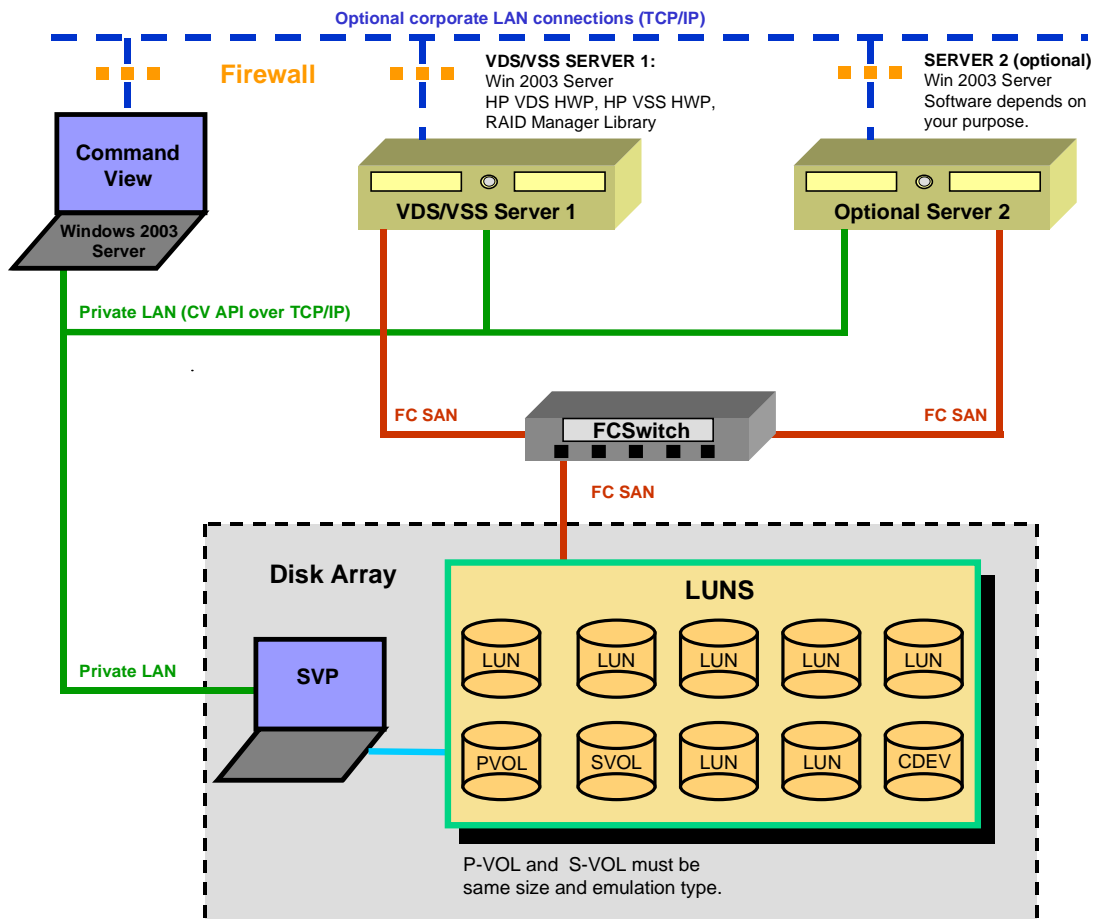 Optional corporate LAN connections (TCP/IP)
Firewall
VDS/VSS SERVER 1:
Win 2003 Server
HP VDS HWP, HP VSS HWP,
RAID Manager Library
SERVER 2 (optional)
Win 2003 Server
Software depends on
your purpose.
Command
View
Windows 2003
Server
VDS/VSS Server 1
Optional Server 2
Private LAN (CV API over TCP/IP)
FC SAN
FCSwitch
FC SAN
FC SAN
Disk Array
LUNS
LUN
LUN
LUN
LUN
LUN
Private LAN
SVP
PVOL
SVOL
LUN
LUN
CDEV
P-VOL and S-VOL must be
same size and emulation type.